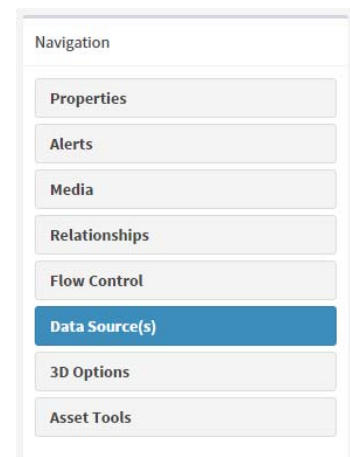 Navigation
Properties
Alerts
Media
Relationships
Flow Control
Data Source(s)
3D Options
Asset Tools